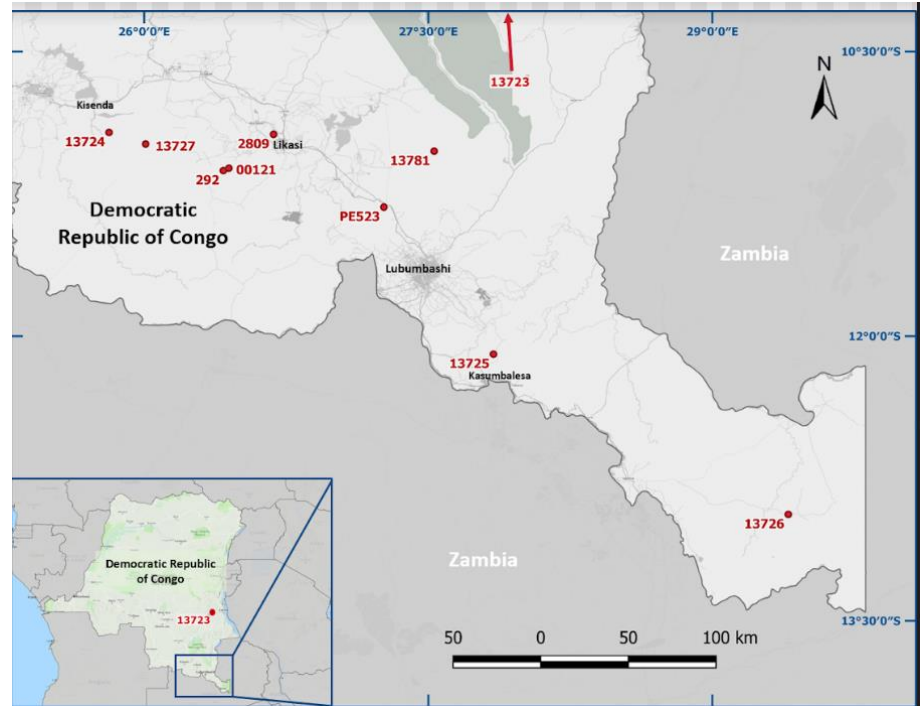 26°0'0"E
27°30'0"E
29°0'0"E
10°30'0"S
N
13723
Kisenda
13724
13727
2809
Likasi
292
00121
13781
PE523
Democratic
Republic of Congo
Zambia
Lubumbashi
12°0'0"S
13725
Kasumbalesa
13726
Zambia
Democratic Republic
of Congo
13723
50
0
50
100 km
13°30'0"S